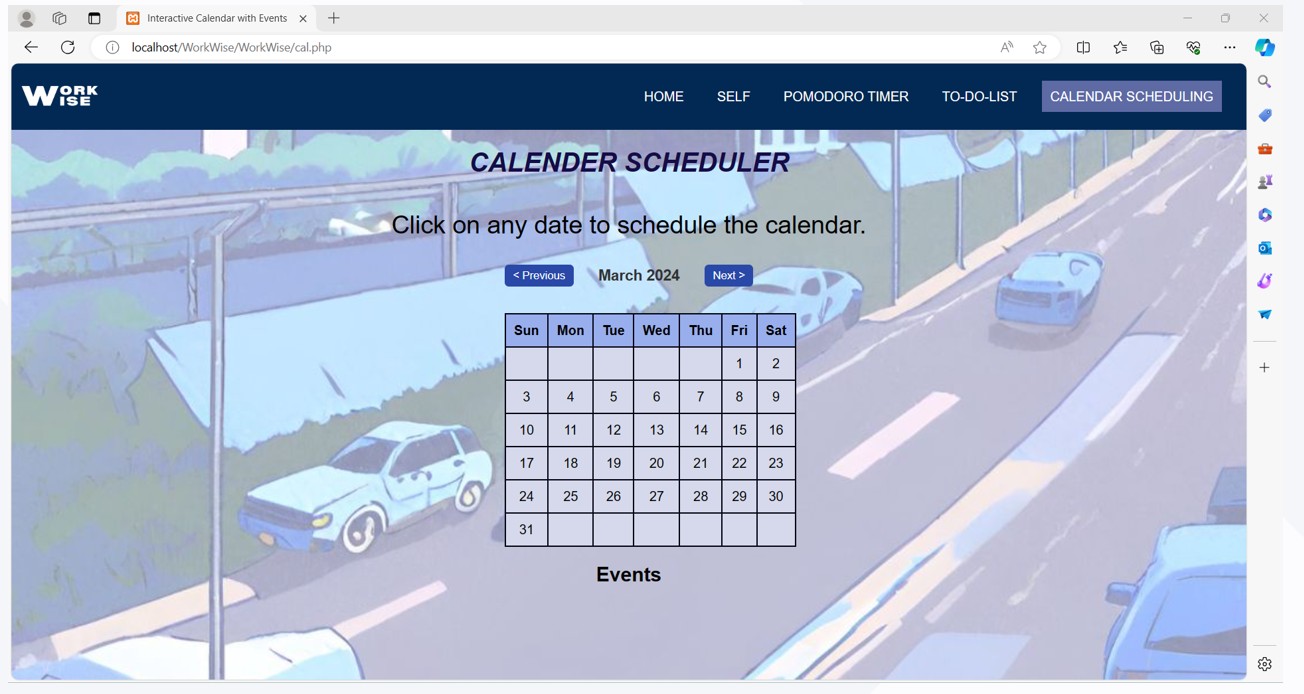 Interactive Calendar with Events
localhost/WorkWise/WorkWise/cal.php
WORK
WISE
HOME SELF POMODORO TIMER TO-DO-LIST CALENDAR SCHEDULING
CALENDER SCHEDULER
Click on any date to schedule the calendar.
< Previous March 2024 Next >
Sun Mon Tue Wed Thu Fri Sat
1 2
3 4 5 6 7 8 9
10 11 12 13 14 15 16
17 18 19 20 21 22 23
24 25 26 27 28 29 30
31
Events